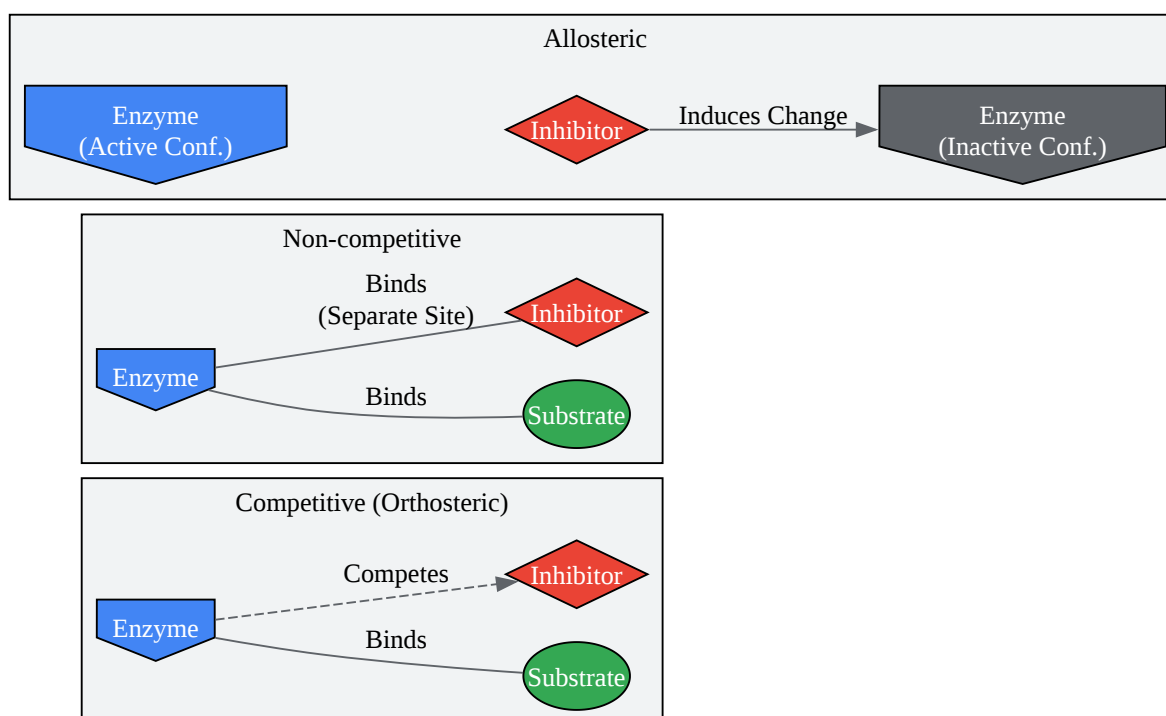 Allosteric
Enzyme
(Active Conf.)
Inhibitor
Induces Change
Enzyme
(Inactive Conf.)
Non-competitive
Binds
(Separate Site)
Inhibitor
Enzyme
Binds
Substrate
Competitive (Orthosteric)
Competes
Inhibitor
Enzyme
Binds
Substrate